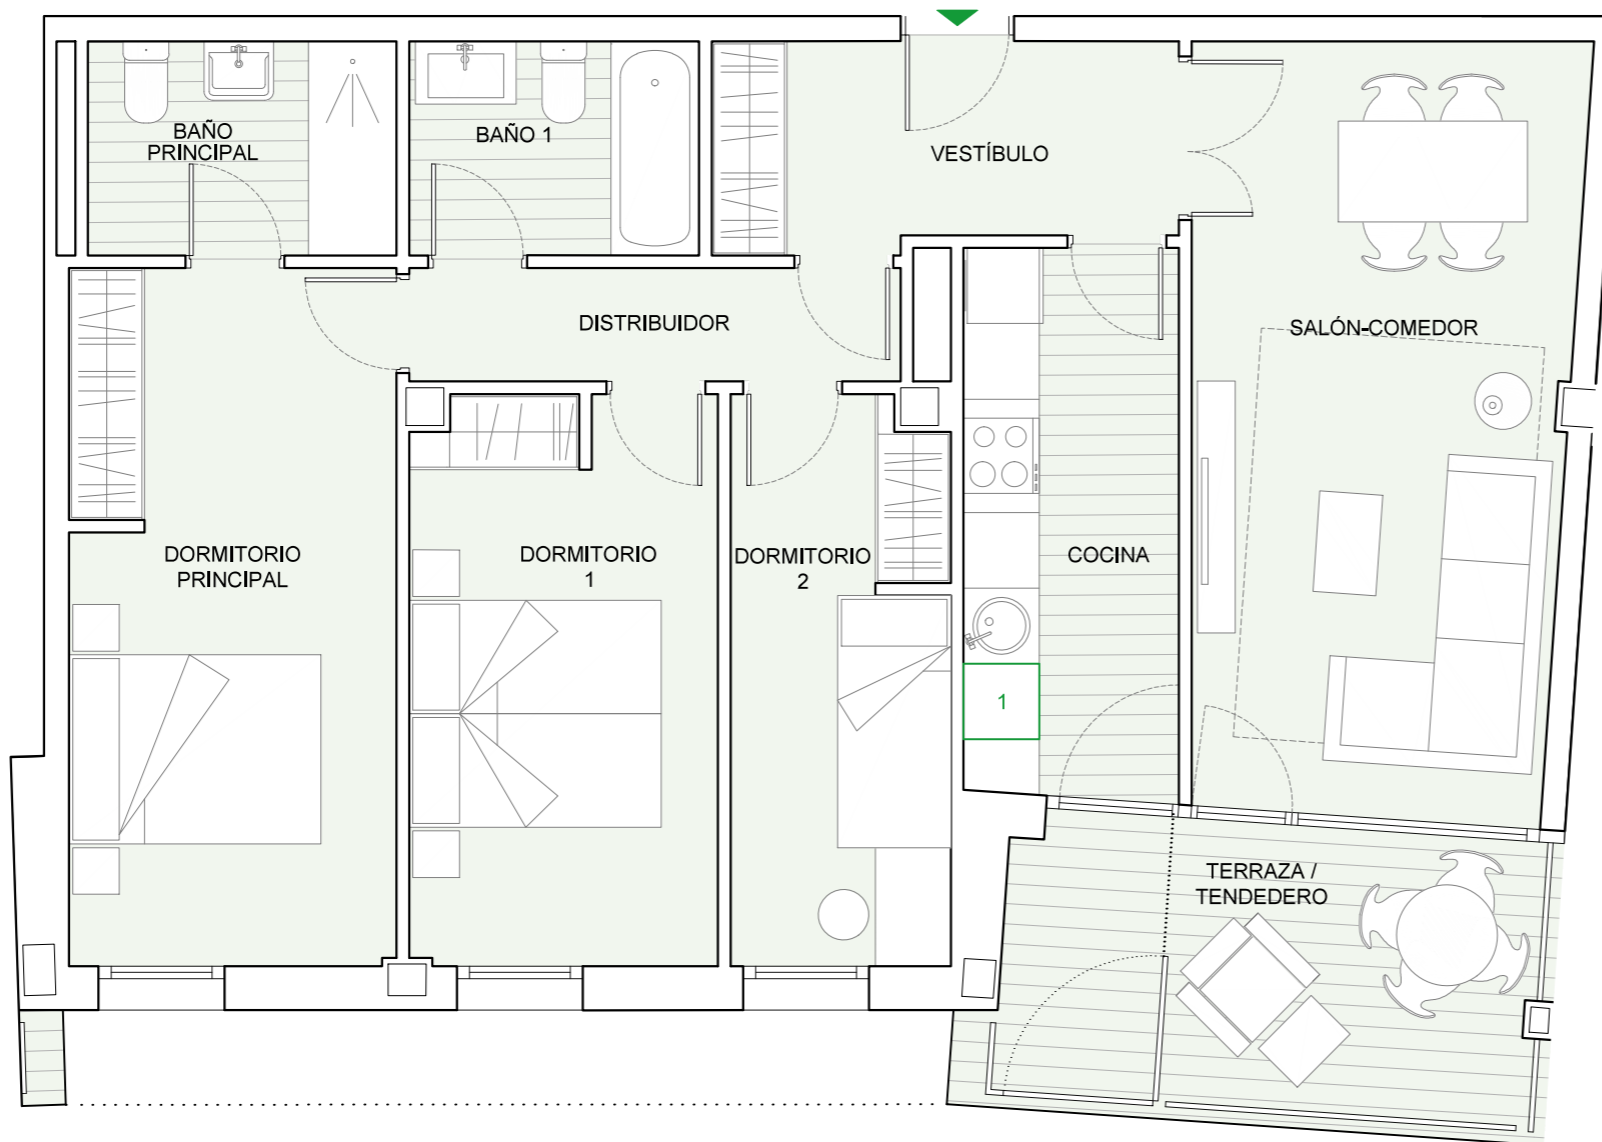 BAÑO
PRINCIPAL
BAÑO 1
VESTÍBULO
DISTRIBUIDOR
SALÓN-COMEDOR
DORMITORIO
PRINCIPAL
DORMITORIO
1
DORMITORIO
2
COCINA
1
TERRAZA /
TENDEDERO